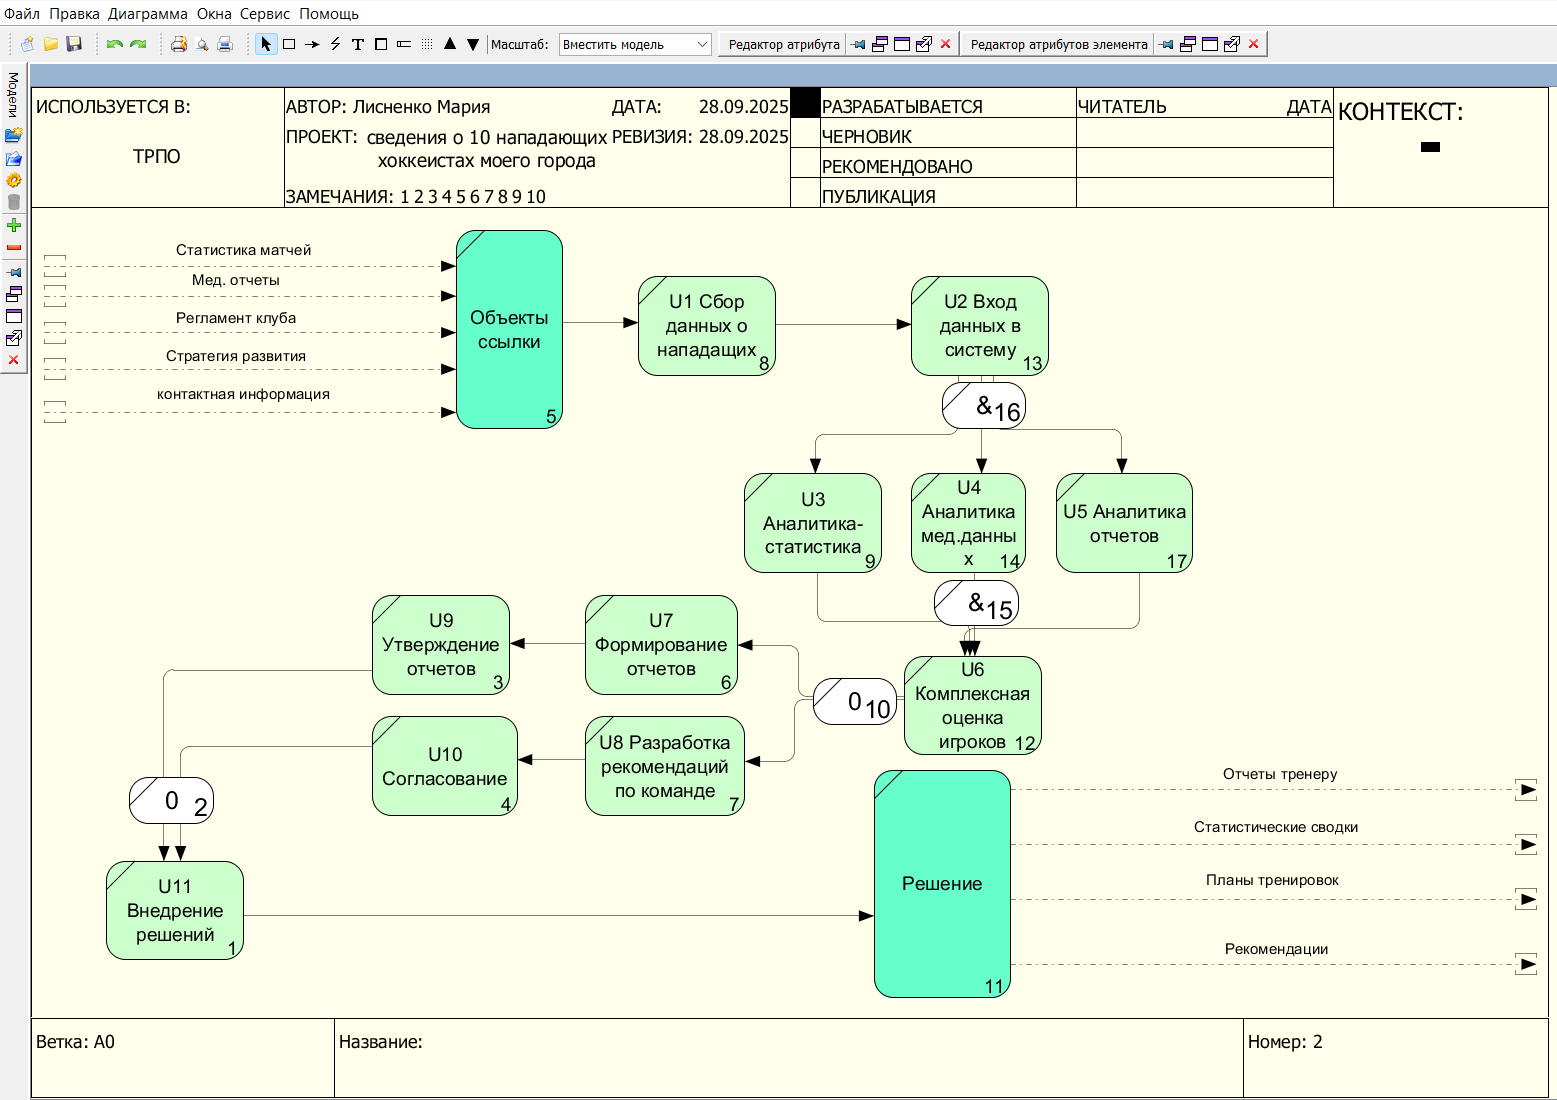 Файл Правка Диаграмма Окна Сервис Помощь
Масштаб: Вместить модель Редактор атрибута Редактор атрибутов элемента
Модели
ИСПОЛЬЗУЕТСЯ В:
ТРПО
АВТОР: Лисненко Мария
ДАТА: 28.09.2025
ПРОЕКТ: сведения о 10 нападающих
хоккеистах моего города
РЕВИЗИЯ: 28.09.2025
ЗАМЕЧАНИЯ: 1 2 3 4 5 6 7 8 9 10
РАЗРАБАТЫВАЕТСЯ
ЧЕРНОВИК
РЕКОМЕНДОВАНО
ПУБЛИКАЦИЯ
ЧИТАТЕЛЬ ДАТА
КОНТЕКСТ:
Статистика матчей
Мед. отчеты
Регламент клуба
Стратегия развития
контактная информация
Объекты
ссылки
5
U1 Сбор
данных о
нападащих
8
U2 Вход
данных в
систему
13
&16
U3
Аналитика-
статистика
9
U4
Аналитика
мед.данны
х
14
U5 Аналитика
отчетов
17
&15
U9
Утверждение
отчетов
3
U7
Формирование
отчетов
6
U6
Комплексная
оценка
игроков
12
O10
U10
Согласование
4
U8 Разработка
рекомендаций
по команде
7
O 2
U11
Внедрение
решений
1
Решение
11
Отчеты тренеру
Статистические сводки
Планы тренировок
Рекомендации
Ветка: A0
Название:
Номер: 2